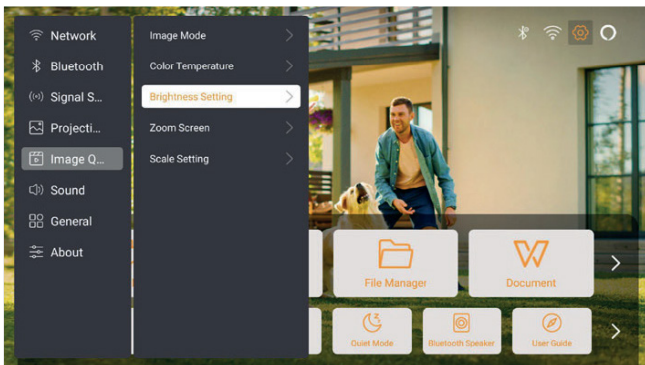 Network
Bluetooth
Signal S...
Projecti...
Image Q...
Sound
General
About
Image Mode
Color Temperature
Brightness Setting
Zoom Screen
Scale Setting
File Manager
Document
Quiet Mode
Bluetooth Speaker
User Guide